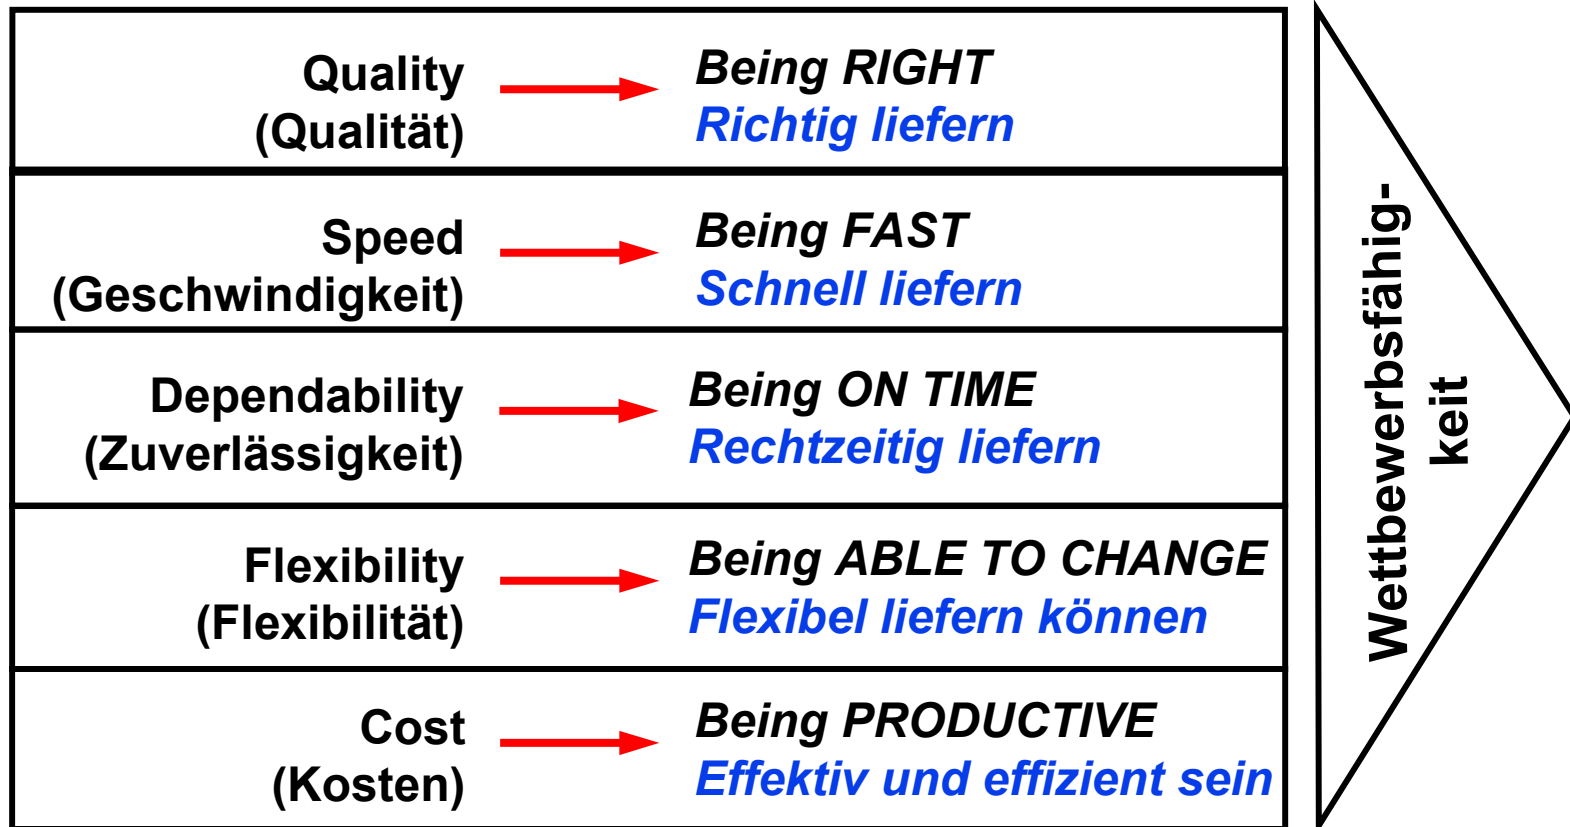 Quality
(Qualität)
Being RIGHT
Richtig liefern
Speed
(Geschwindigkeit)
Being FAST
Schnell liefern
Dependability
(Zuverlässigkeit)
Being ON TIME
Rechtzeitig liefern
Flexibility
(Flexibilität)
Being ABLE TO CHANGE
Flexibel liefern können
Cost
(Kosten)
Being PRODUCTIVE
Effektiv und effizient sein
Wettbewerbsfähig-
keit